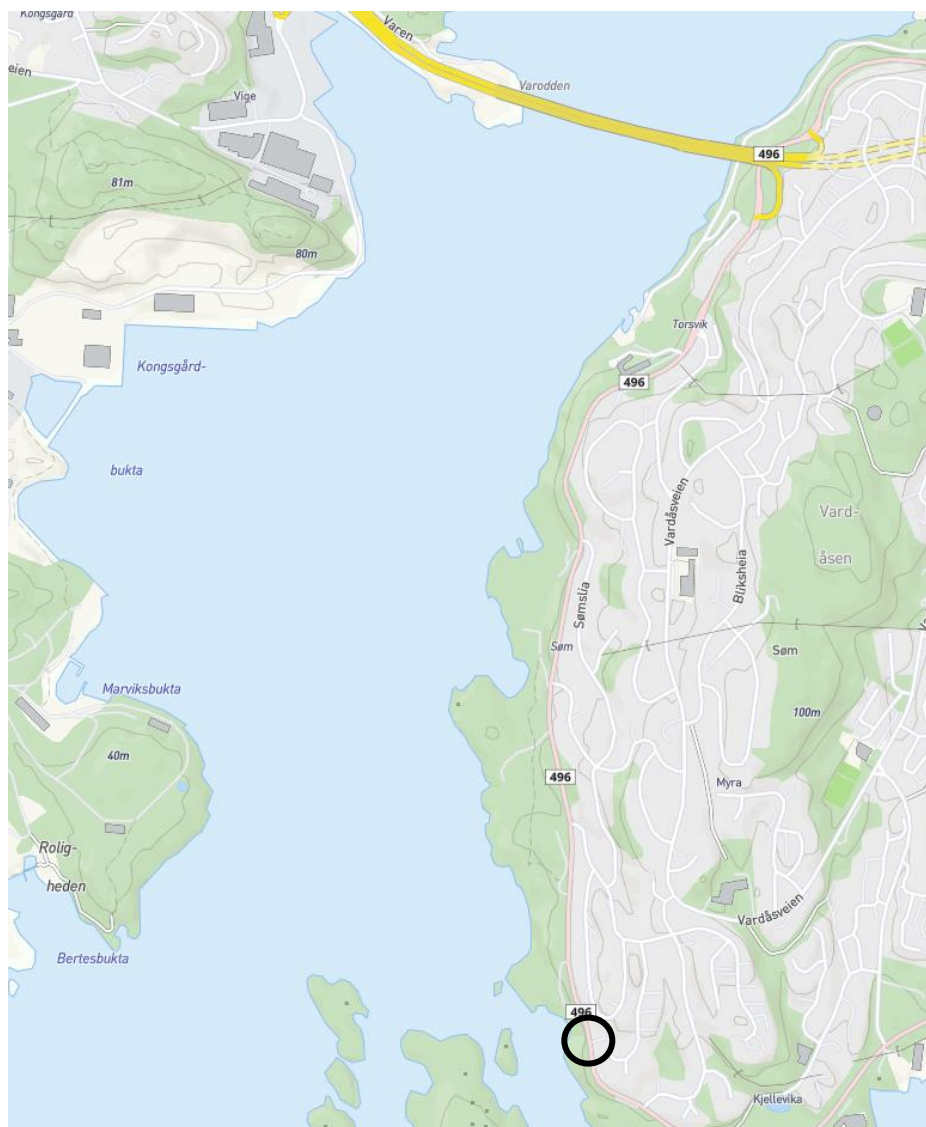 Kongsgård
Varen
eien
Varodden
Vige
496
81m
80m
Torsvik
Kongsgård-
496
bukta
Vardåsveien
Vard-
åsen
Bliksheia
Sømslia
Søm
Søm
Marviksbukta
100m
40m
496
Myra
Rolig-
heden
Vardåsveien
Bertesbukta
496
Kjellevika